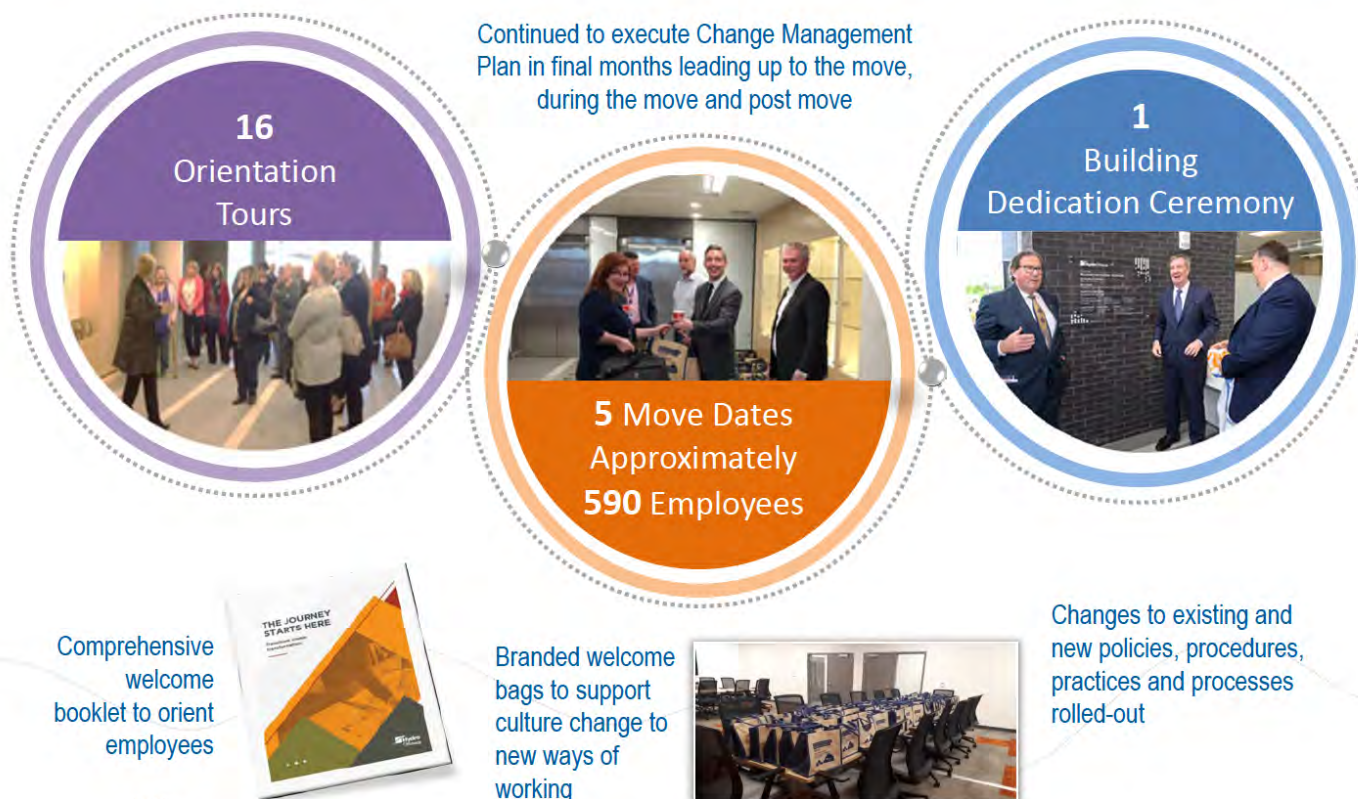 Continued to execute Change Management
Plan in final months leading up to the move,
during the move and post move
16
Orientation
Tours
5 Move Dates
Approximately
590 Employees
1
Building
Dedication Ceremony
Comprehensive
welcome
booklet to orient
employees
THE JOURNEY
STARTS HERE
Hydro
Branded welcome
bags to support
culture change to
new ways of
working
Changes to existing and
new policies, procedures,
practices and processes
rolled-out